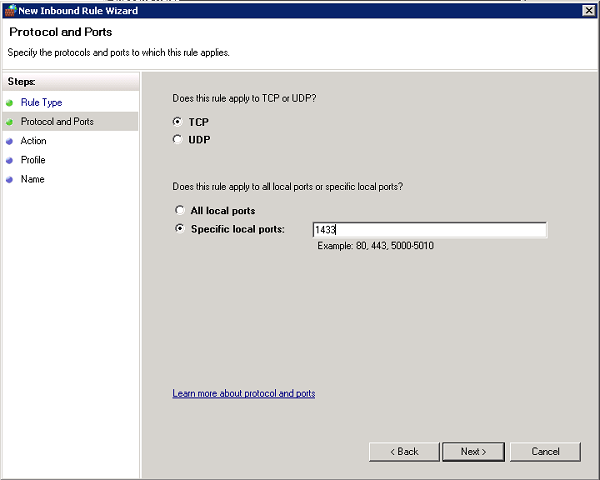 New Inbound Rule Wizard
Protocol and Ports
Specify the protocols and ports to which this rule applies.
Steps:
Rule Type
Protocol and Ports
Action
Profile
Name
Does this rule apply to TCP or UDP?
TCP
UDP
Does this rule apply to all local ports or specific local ports?
All local ports
Specific local ports: 1433
Example: 80, 443, 5000-5010
Learn more about protocol and ports
< Back Next > Cancel